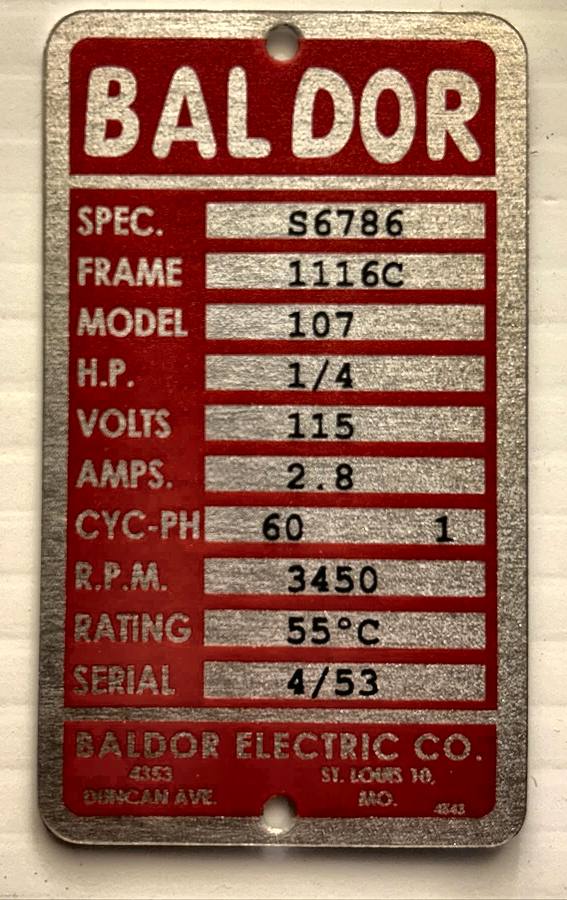 BALDOR
SPEC. S6786
FRAME 1116C
MODEL 107
H.P. 1/4
VOLTS 115
AMPS. 2.8
CYC-PH 60 1
R.P.M. 3450
RATING 55°C
SERIAL 4/53
BALDOR ELECTRIC CO.
4353 ST. LOUIS 10,
DUNCAN AVE. MO.
4843